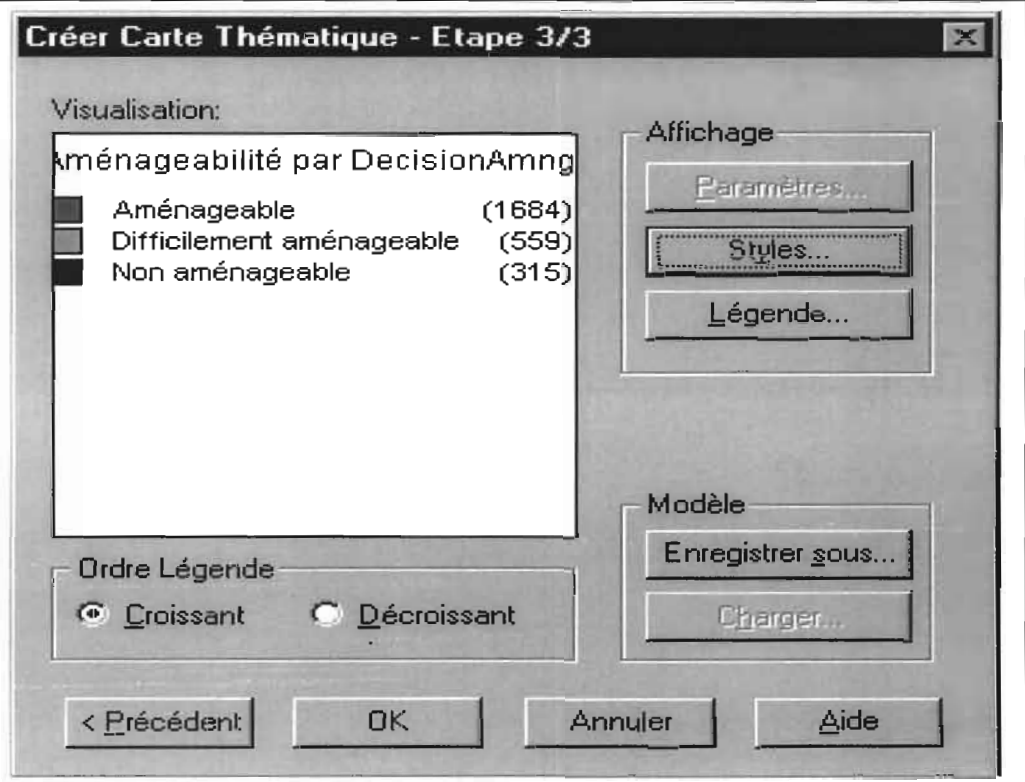 Créer Carte Thématique - Etape 3/3
Visualisation:
Aménageabilité par DecisionAmng
Aménageable (1684)
Difficilement aménageable (559)
Non aménageable (315)
Affichage
Paramètres...
Styles...
Légende...
Modèle
Enregistrer sous...
Charger...
Ordre Légende
Croissant Décroissant
< Précédent OK Annuler Aide